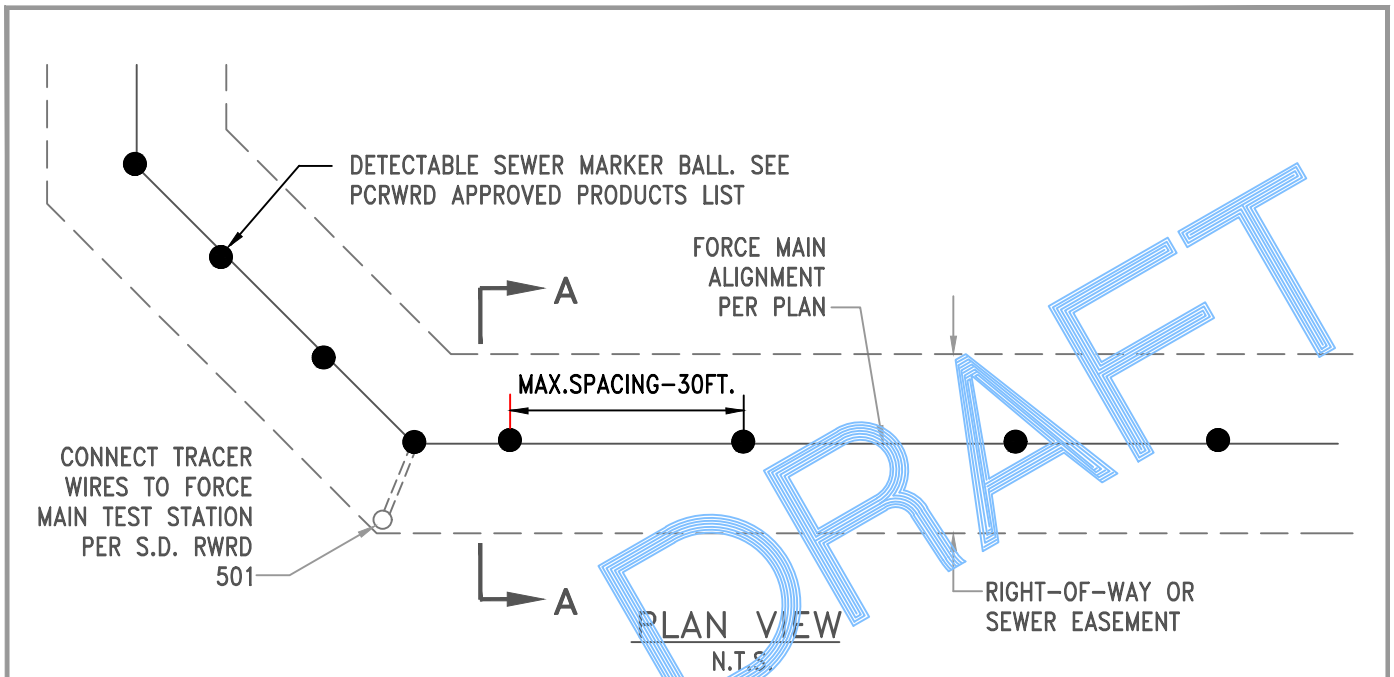 DETECTABLE SEWER MARKER BALL. SEE
PCRWRD APPROVED PRODUCTS LIST
FORCE MAIN
ALIGNMENT
PER PLAN
A
MAX.SPACING-30FT.
CONNECT TRACER
WIRES TO FORCE
MAIN TEST STATION
PER S.D. RWRD
501
A
RIGHT-OF-WAY OR
SEWER EASEMENT
PLAN VIEW
N.T.S.
DRAFT